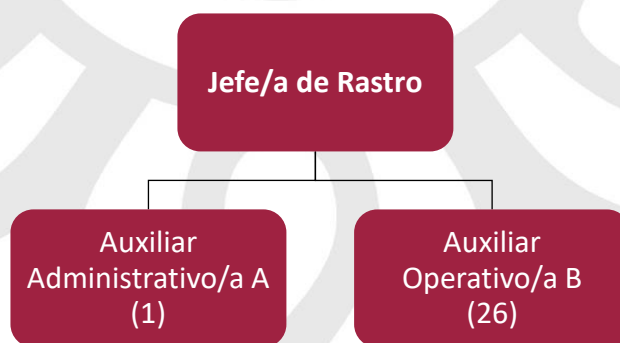 Jefe/a de Rastro
Auxiliar
Administrativo/a A
(1)
Auxiliar
Operativo/a B
(26)